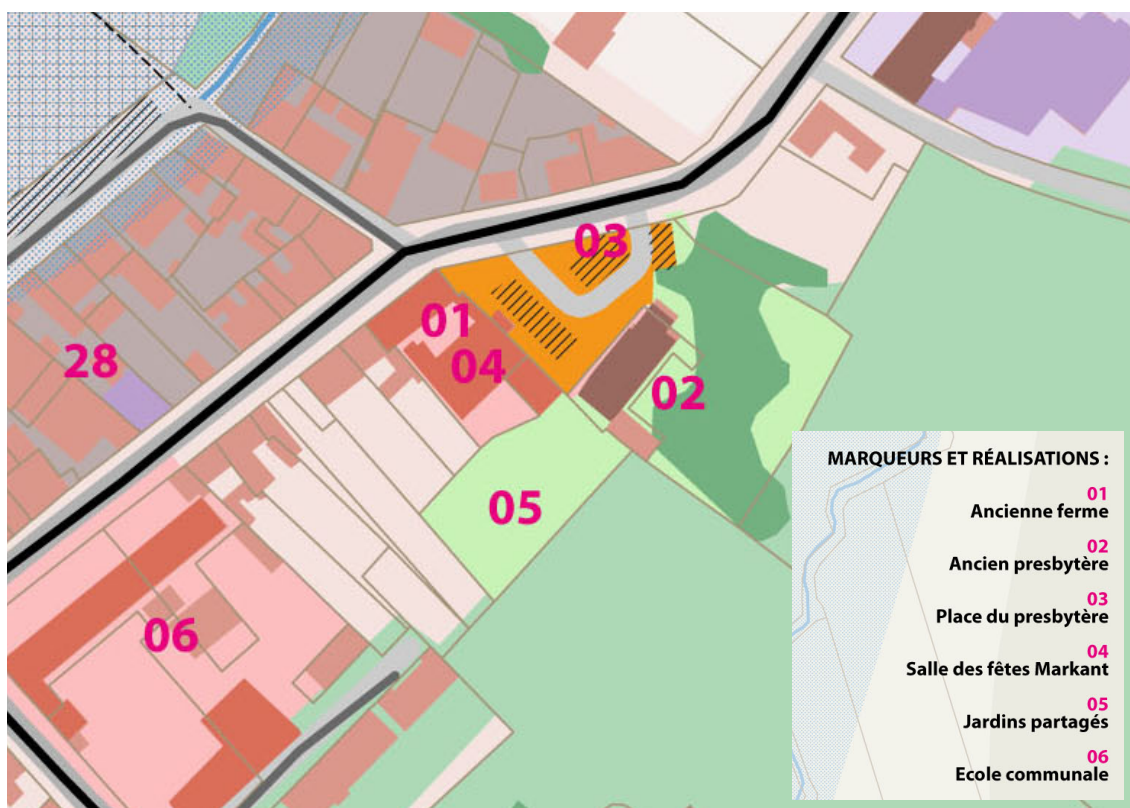 03
01
04
28
02
05
06
MARQUEURS ET RÉALISATIONS :
01
Ancienne ferme
02
Ancien presbytère
03
Place du presbytère
04
Salle des fêtes Markant
05
Jardins partagés
06
Ecole communale